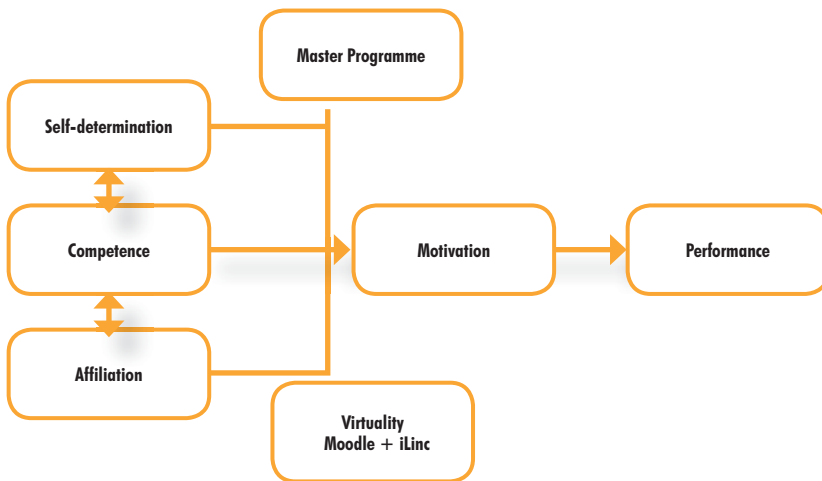 Master Programme
Self-determination
Competence
Motivation
Performance
Affiliation
Virtuality
Moodle + iLinc